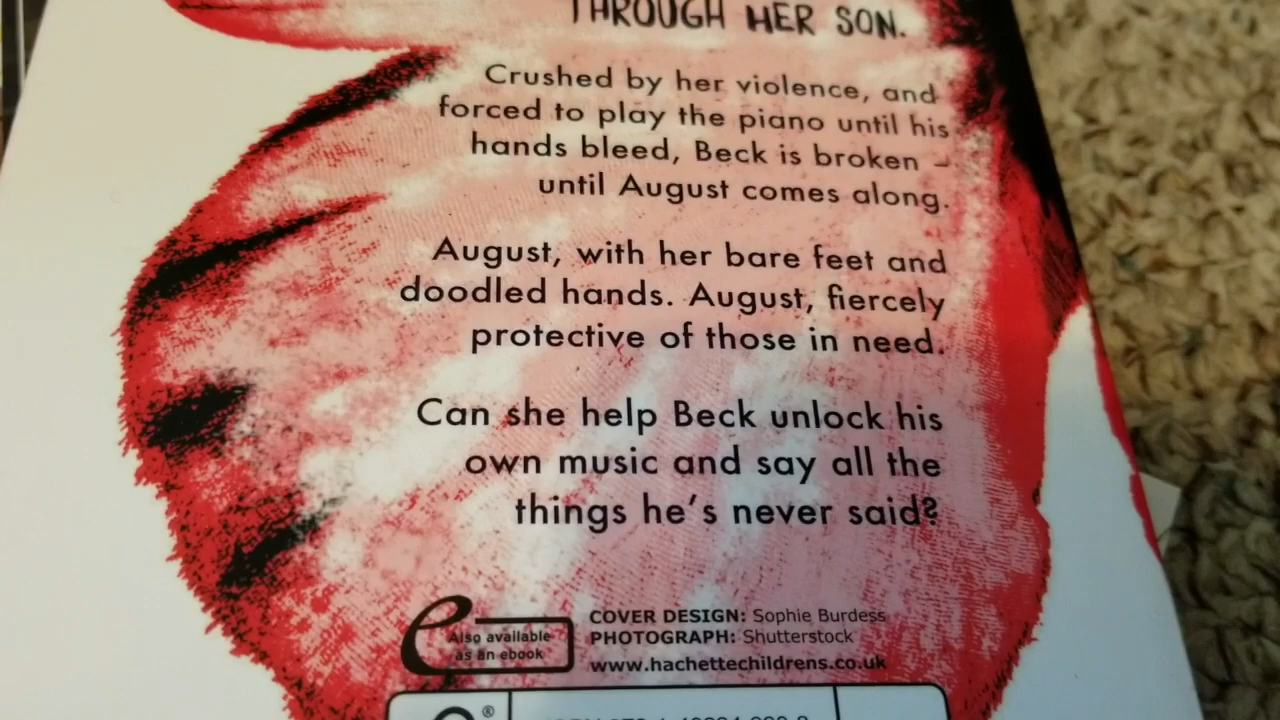 THROUGH HER SON.
Crushed by her violence, and
forced to play the piano until his
hands bleed, Beck is broken –
until August comes along.
August, with her bare feet and
doodled hands. August, fiercely
protective of those in need.
Can she help Beck unlock his
own music and say all the
things he's never said?
e
Also available
as an ebook
COVER DESIGN: Sophie Burdess
PHOTOGRAPH: Shutterstock
www.hachettechildrens.co.uk
®